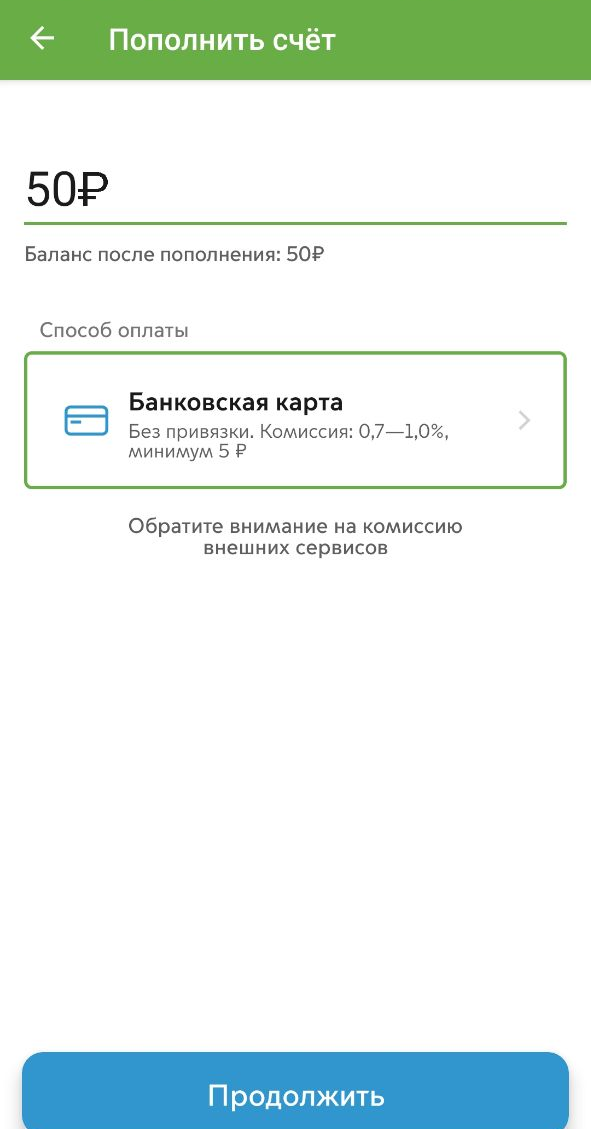 Пополнить счёт
50₽
Баланс после пополнения: 50₽
Способ оплаты
Банковская карта
Без привязки. Комиссия: 0,7—1,0%,
минимум 5 ₽
Обратите внимание на комиссию
внешних сервисов
Продолжить